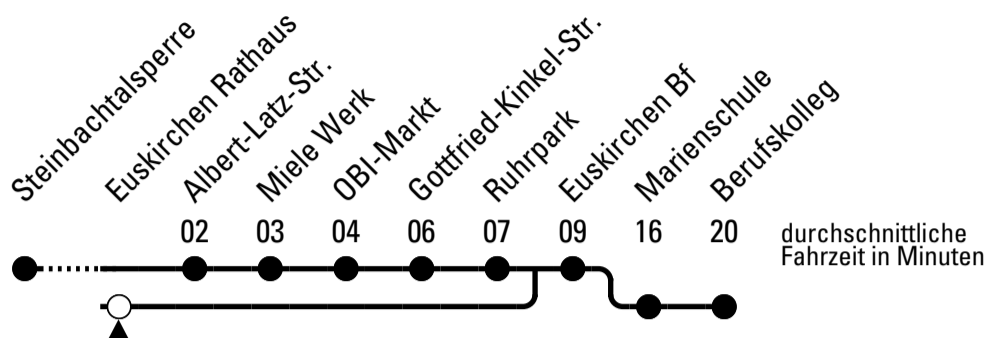 Steinbachtalsperre
Euskirchen Rathaus
Albert-Latz-Str.
Miele Werk
OBI-Markt
Gottfried-Kinkel-Str.
Ruhrpark
Euskirchen Bf
Marienschule
Berufskolleg
02 03 04 06 07 09 16 20
durchschnittliche
Fahrzeit in Minuten